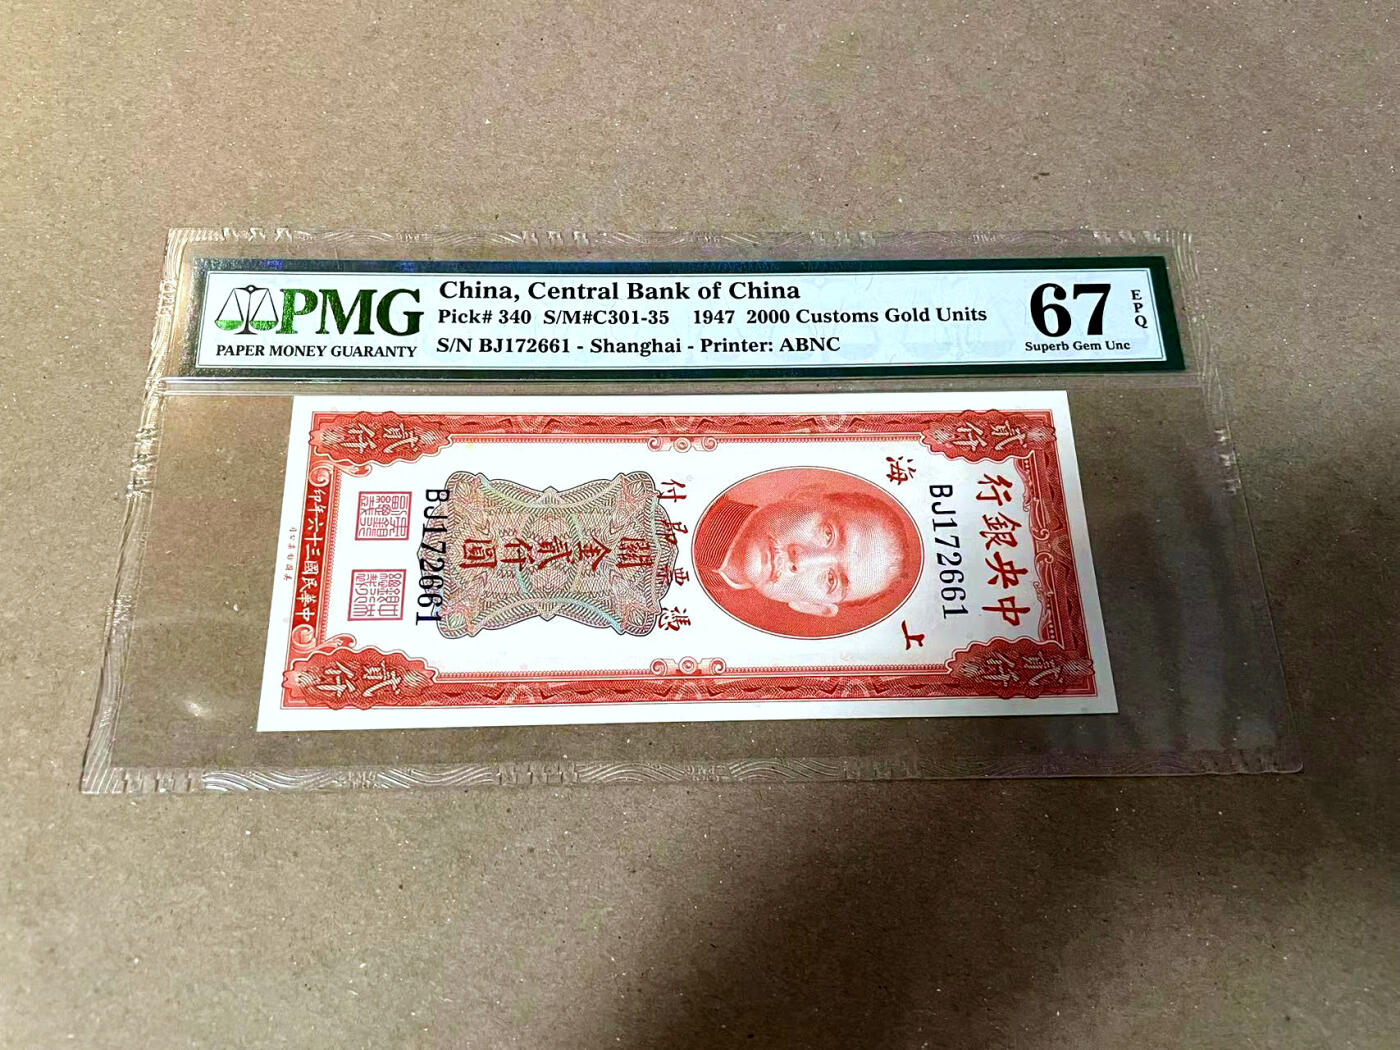 PMG
PAPER MONEY GUARANTY
China, Central Bank of China
Pick# 340 S/M#C301-35 1947 2000 Customs Gold Units
S/N BJ172661 - Shanghai - Printer: ABNC
67
EPQ
Superb Gem Unc
貳仟
貳仟
中央銀行
BJ172661
上海
憑票即付
關金貳仟圓
BJ172661
中華民國三十六年印
貳仟
貳仟